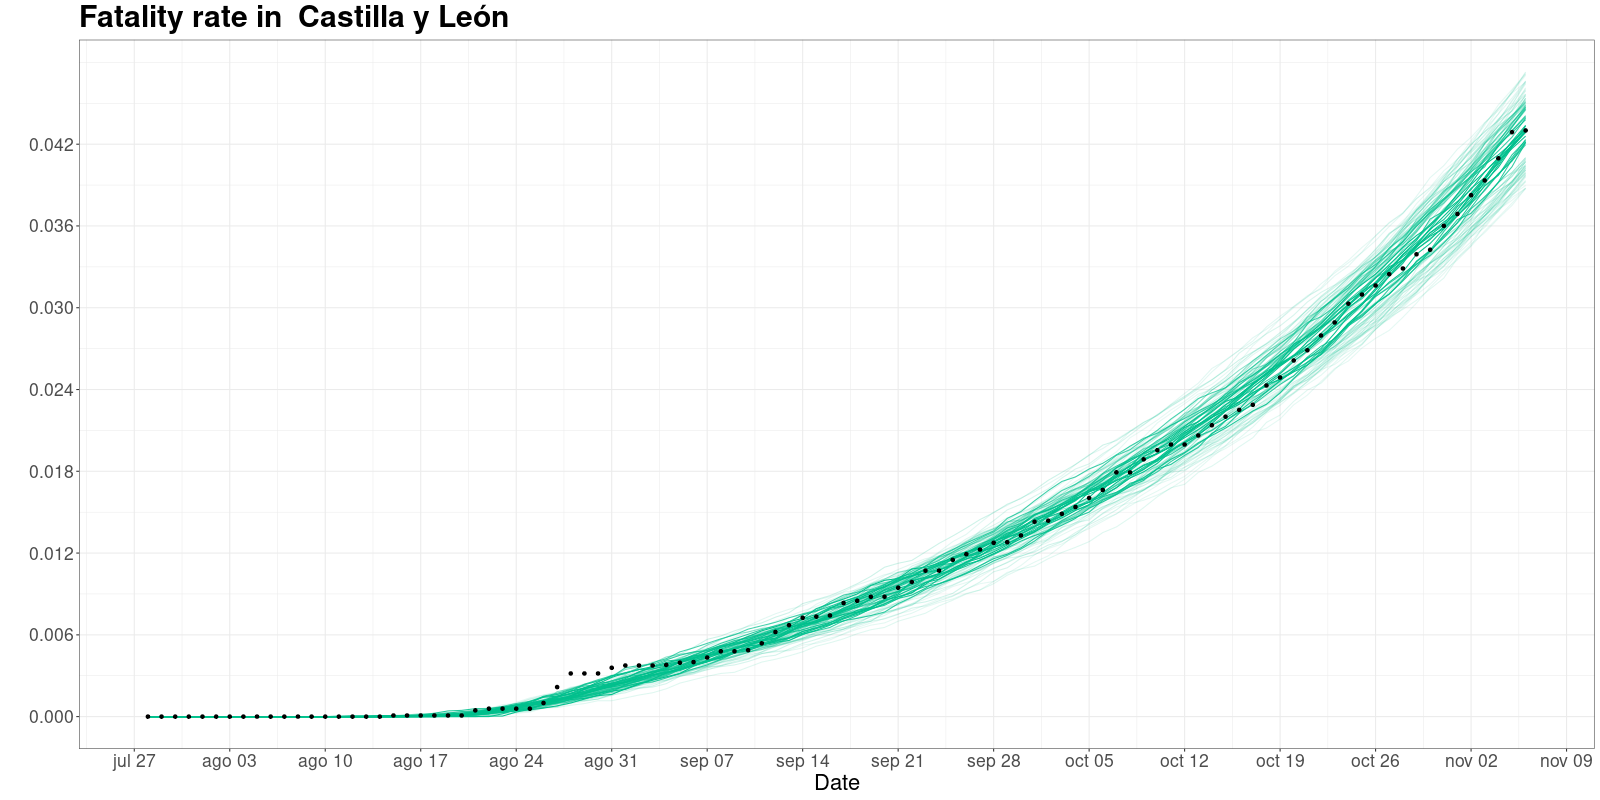 Fatality rate in  Castilla y León
0.042
0.036
0.030
0.024
0.018
0.012
0.006
0.000
jul 27 ago 03 ago 10 ago 17 ago 24 ago 31 sep 07 sep 14 sep 21 sep 28 oct 05 oct 12 oct 19 oct 26 nov 02 nov 09
Date